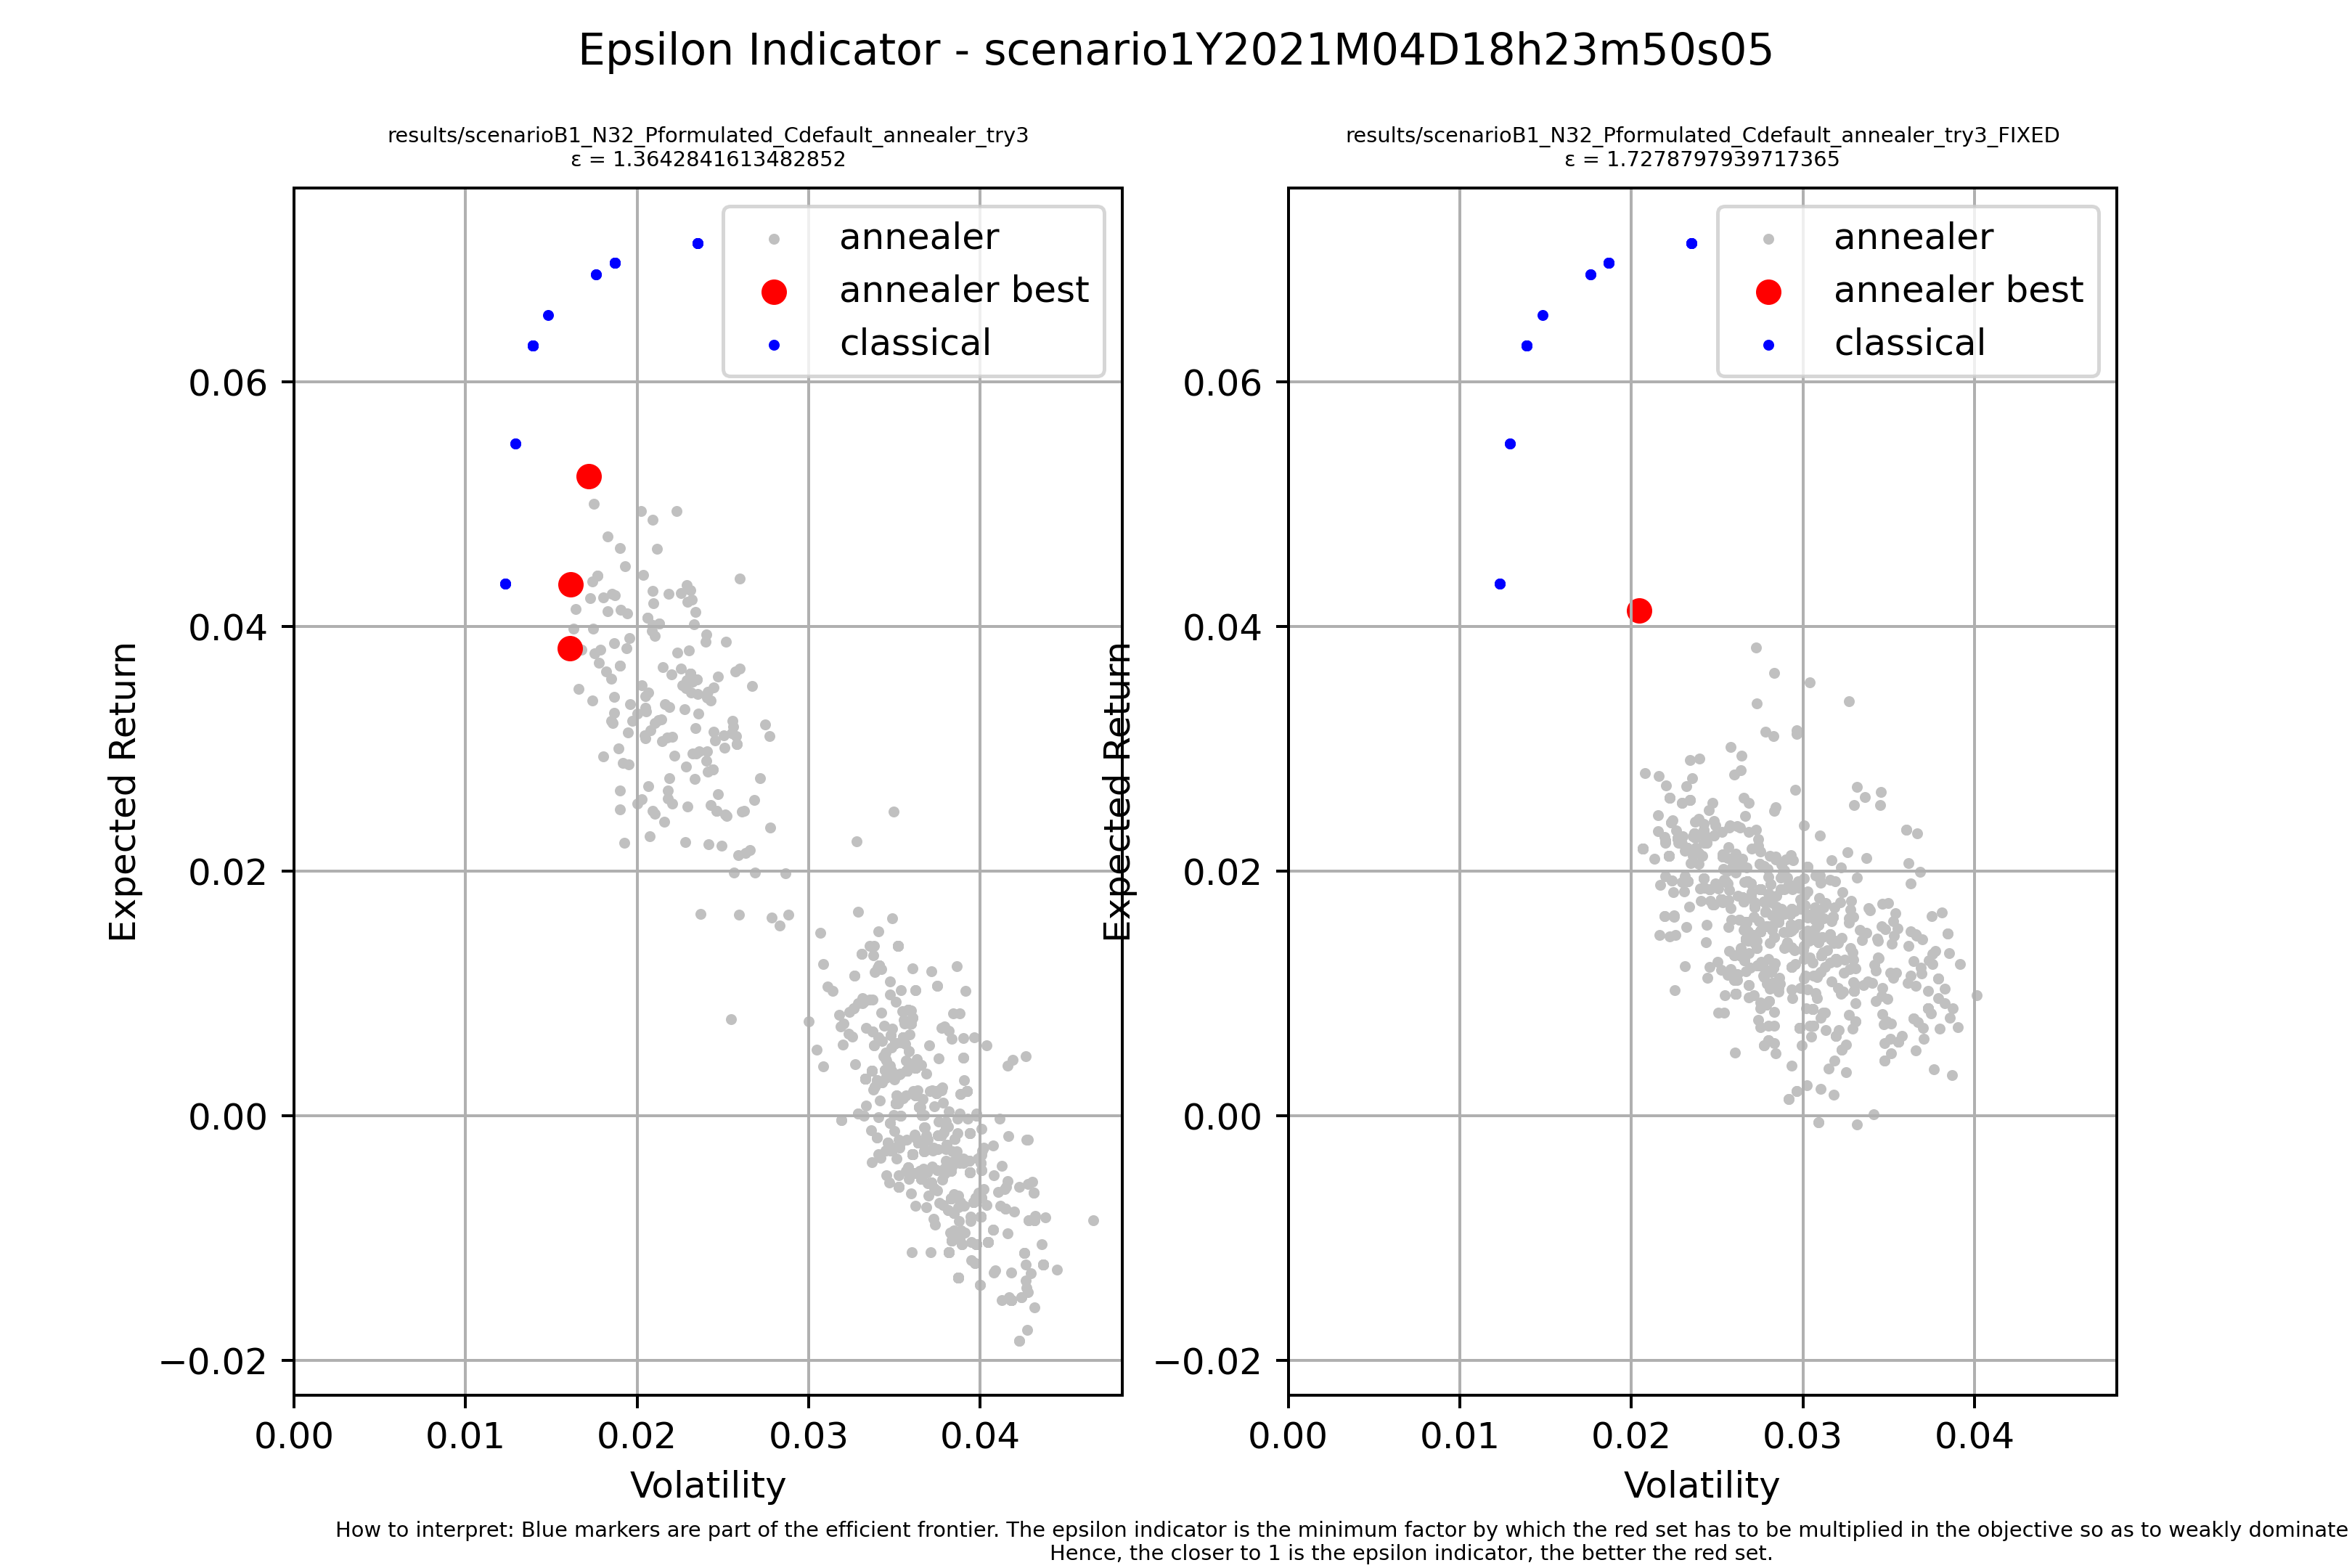 Epsilon Indicator - scenario1Y2021M04D18h23m50s05
results/scenarioB1_N32_Pformulated_Cdefault_annealer_try3
ε = 1.3642841613482852
annealer
annealer best
classical
0.06
0.04
0.02
0.00
−0.02
Expected Return
0.00 0.01 0.02 0.03 0.04
Volatility
results/scenarioB1_N32_Pformulated_Cdefault_annealer_try3_FIXED
ε = 1.7278797939717365
annealer
annealer best
classical
0.06
0.04
0.02
0.00
−0.02
Expected Return
0.00 0.01 0.02 0.03 0.04
Volatility
How to interpret: Blue markers are part of the efficient frontier. The epsilon indicator is the minimum factor by which the red set has to be multiplied in the objective so as to weakly dominate
Hence, the closer to 1 is the epsilon indicator, the better the red set.